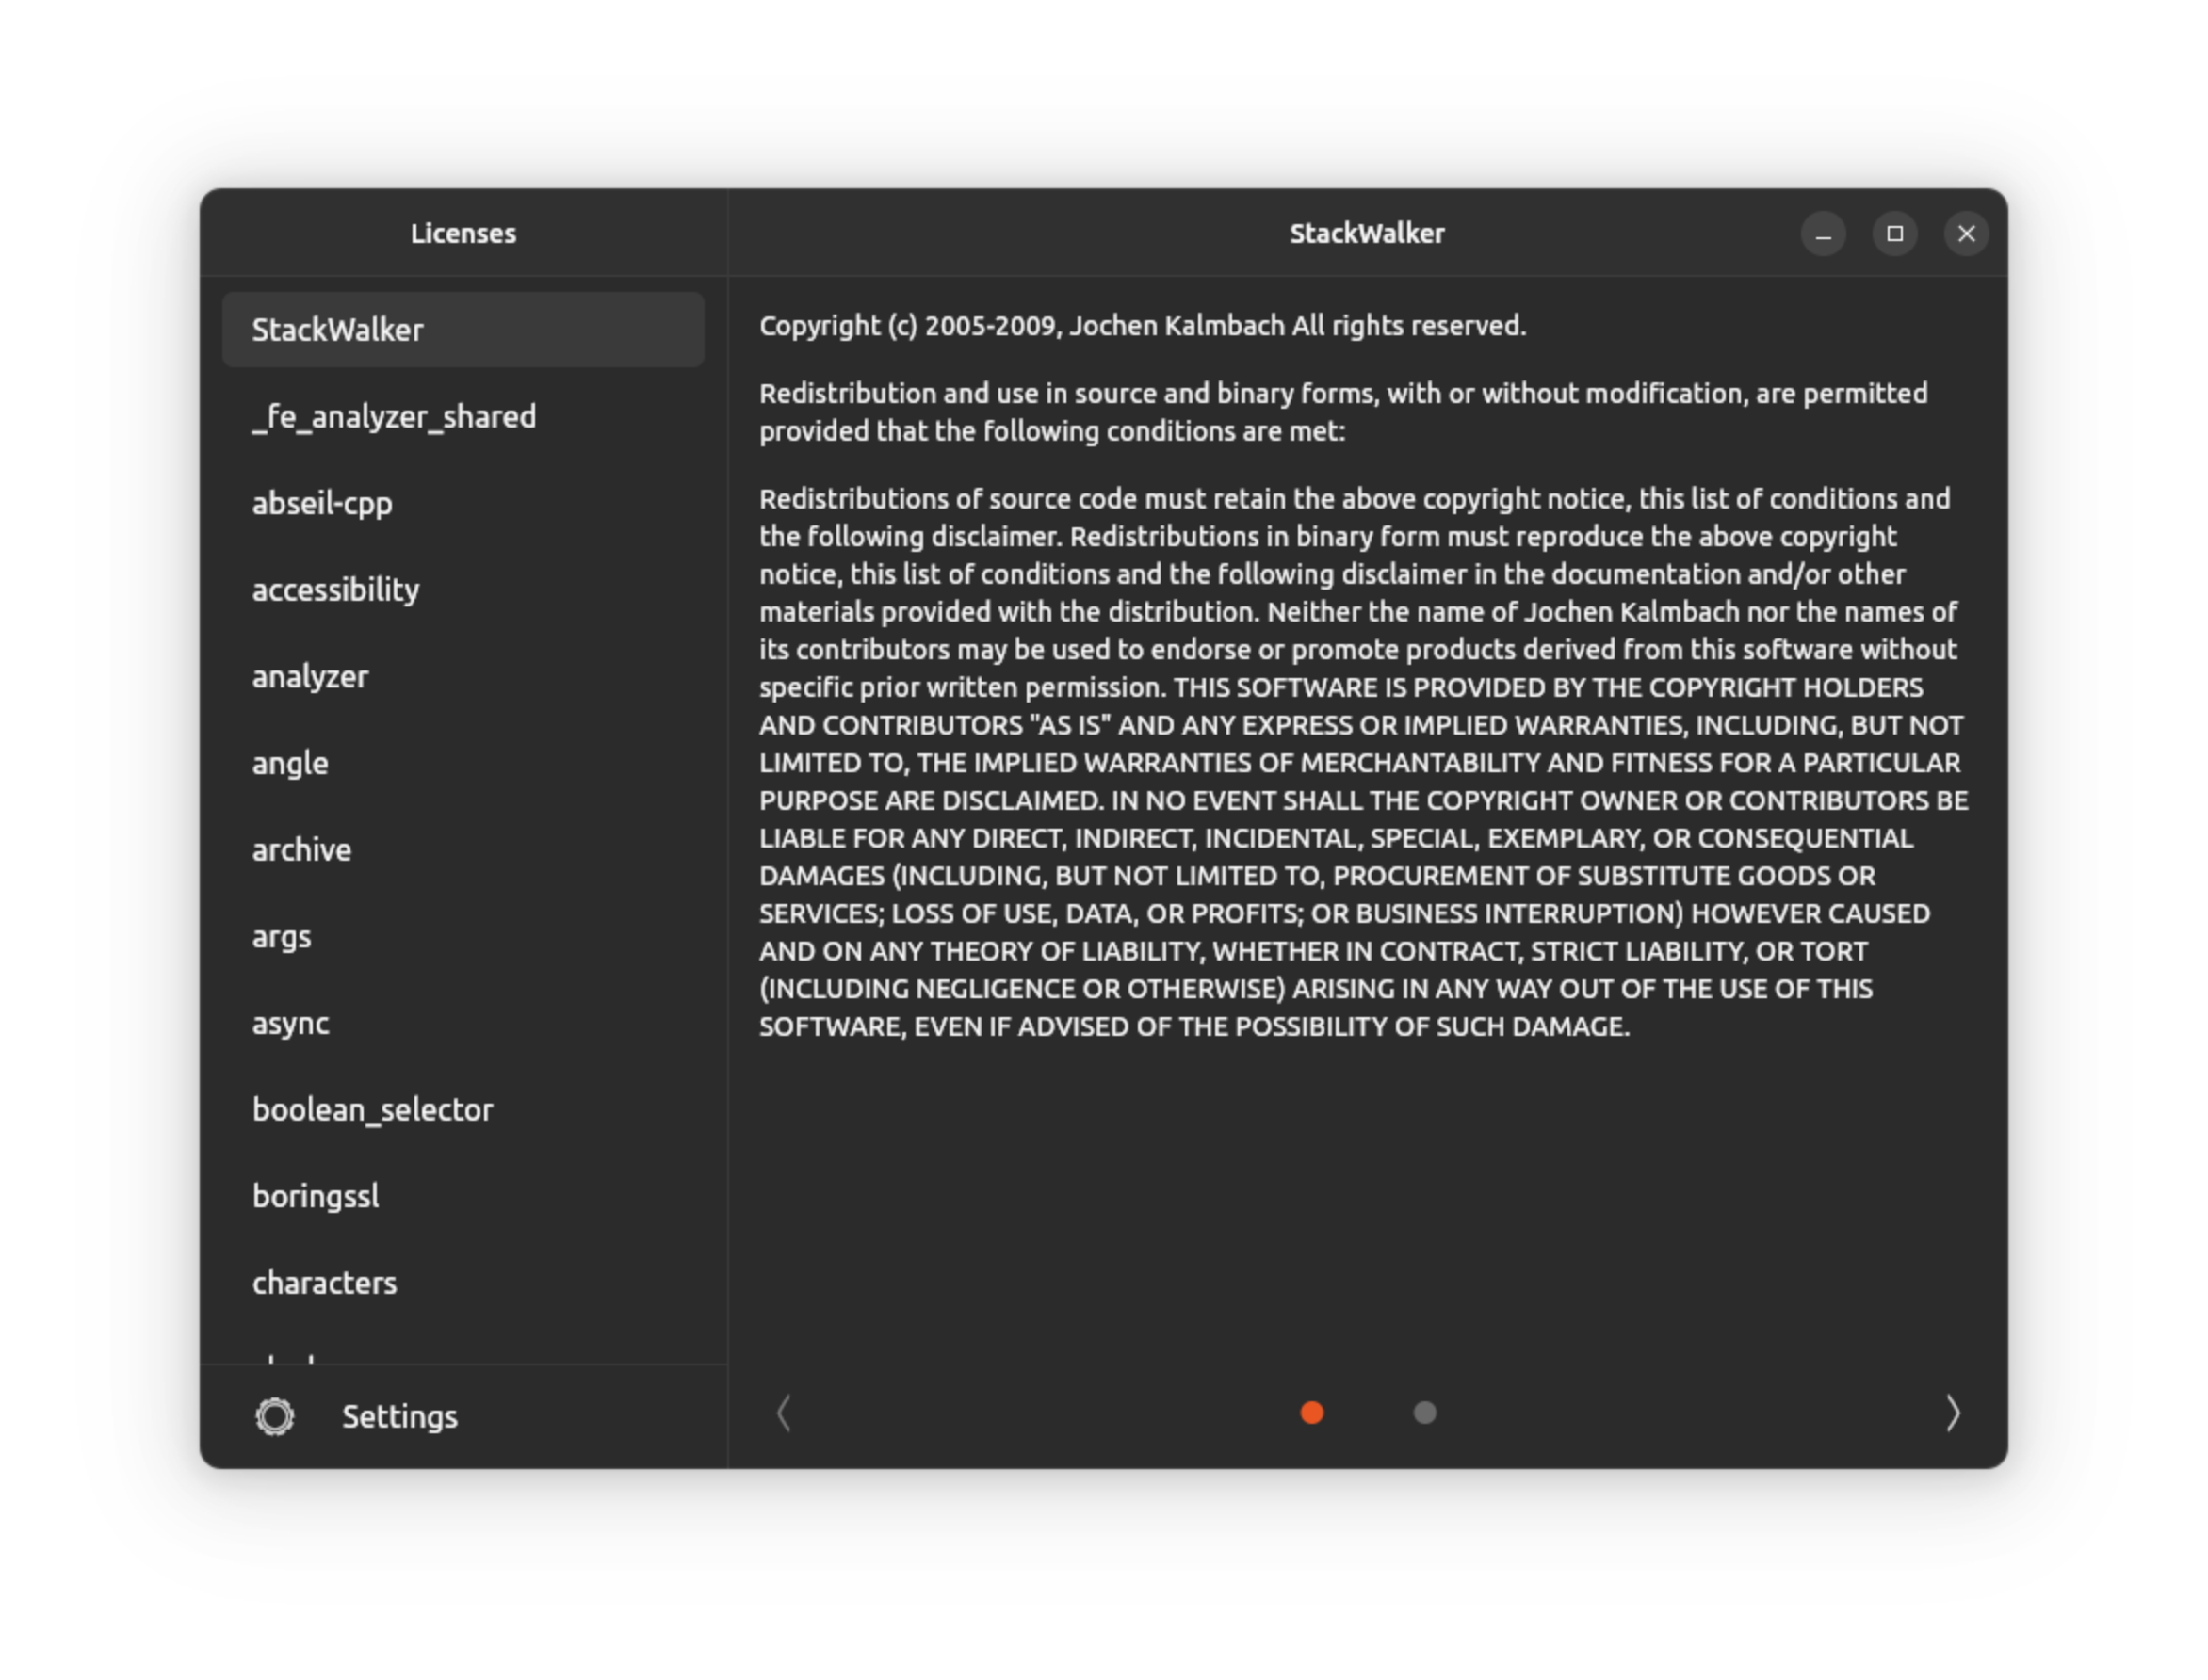 Licenses
StackWalker
StackWalker
_fe_analyzer_shared
abseil-cpp
accessibility
analyzer
angle
archive
args
async
boolean_selector
boringssl
characters
Settings
Copyright (c) 2005-2009, Jochen Kalmbach All rights reserved.
Redistribution and use in source and binary forms, with or without modification, are permitted
provided that the following conditions are met:
Redistributions of source code must retain the above copyright notice, this list of conditions and
the following disclaimer. Redistributions in binary form must reproduce the above copyright
notice, this list of conditions and the following disclaimer in the documentation and/or other
materials provided with the distribution. Neither the name of Jochen Kalmbach nor the names of
its contributors may be used to endorse or promote products derived from this software without
specific prior written permission. THIS SOFTWARE IS PROVIDED BY THE COPYRIGHT HOLDERS
AND CONTRIBUTORS "AS IS" AND ANY EXPRESS OR IMPLIED WARRANTIES, INCLUDING, BUT NOT
LIMITED TO, THE IMPLIED WARRANTIES OF MERCHANTABILITY AND FITNESS FOR A PARTICULAR
PURPOSE ARE DISCLAIMED. IN NO EVENT SHALL THE COPYRIGHT OWNER OR CONTRIBUTORS BE
LIABLE FOR ANY DIRECT, INDIRECT, INCIDENTAL, SPECIAL, EXEMPLARY, OR CONSEQUENTIAL
DAMAGES (INCLUDING, BUT NOT LIMITED TO, PROCUREMENT OF SUBSTITUTE GOODS OR
SERVICES; LOSS OF USE, DATA, OR PROFITS; OR BUSINESS INTERRUPTION) HOWEVER CAUSED
AND ON ANY THEORY OF LIABILITY, WHETHER IN CONTRACT, STRICT LIABILITY, OR TORT
(INCLUDING NEGLIGENCE OR OTHERWISE) ARISING IN ANY WAY OUT OF THE USE OF THIS
SOFTWARE, EVEN IF ADVISED OF THE POSSIBILITY OF SUCH DAMAGE.